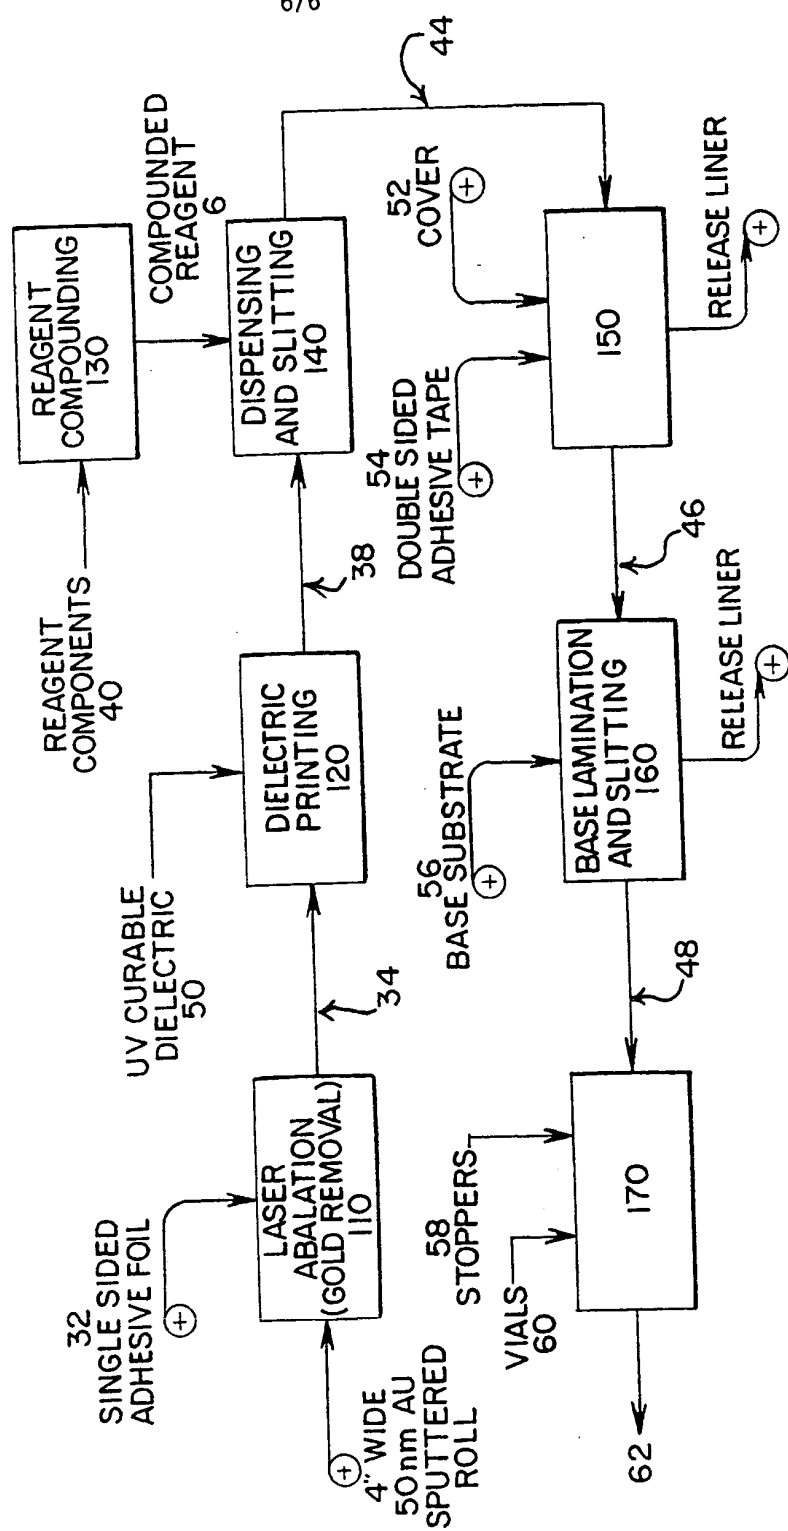 6/6
4" WIDE
50nm AU
SPUTTERED
ROLL
32
SINGLE SIDED
ADHESIVE FOIL
LASER
ABALATION
(GOLD REMOVAL)
110
34
UV CURABLE
DIELECTRIC
50
DIELECTRIC
PRINTING
120
38
REAGENT
COMPONENTS
40
REAGENT
COMPOUNDING
130
COMPOUNDED
REAGENT
6
DISPENSING
AND SLITTING
140
44
52
COVER
54
DOUBLE SIDED
ADHESIVE TAPE
150
RELEASE LINER
46
56
BASE SUBSTRATE
BASE LAMINATION
AND SLITTING
160
RELEASE LINER
48
58
STOPPERS
VIALS
60
170
62